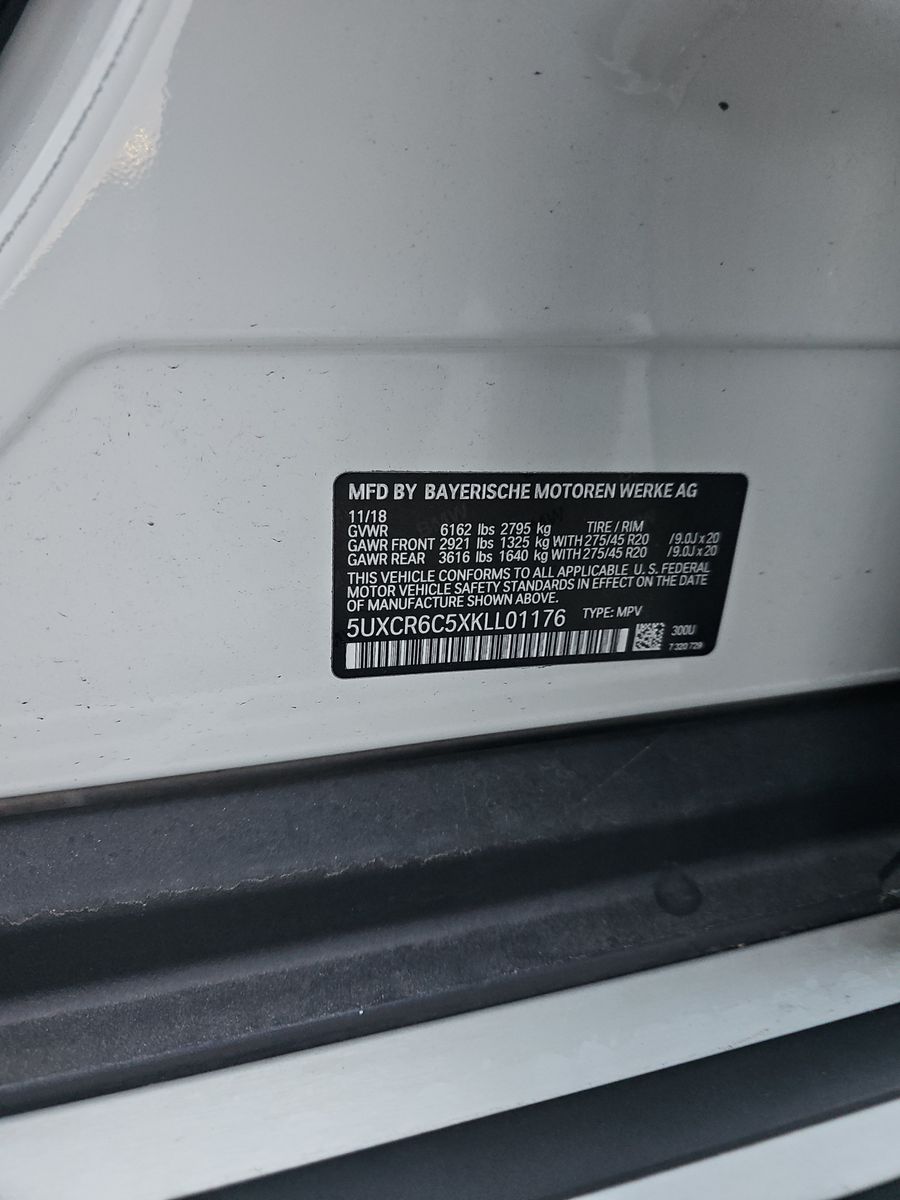 MFD BY BAYERISCHE MOTOREN WERKE AG
11/18
GVWR 6162 lbs 2795 kg TIRE / RIM
GAWR FRONT 2921 lbs 1325 kg WITH 275/45 R20 / 9.0J x 20
GAWR REAR 3616 lbs 1640 kg WITH 275/45 R20 / 9.0J x 20
THIS VEHICLE CONFORMS TO ALL APPLICABLE U. S. FEDERAL
MOTOR VEHICLE SAFETY STANDARDS IN EFFECT ON THE DATE
OF MANUFACTURE SHOWN ABOVE.
5UXCR6C5XKLL01176 TYPE: MPV
300U
7 320 729